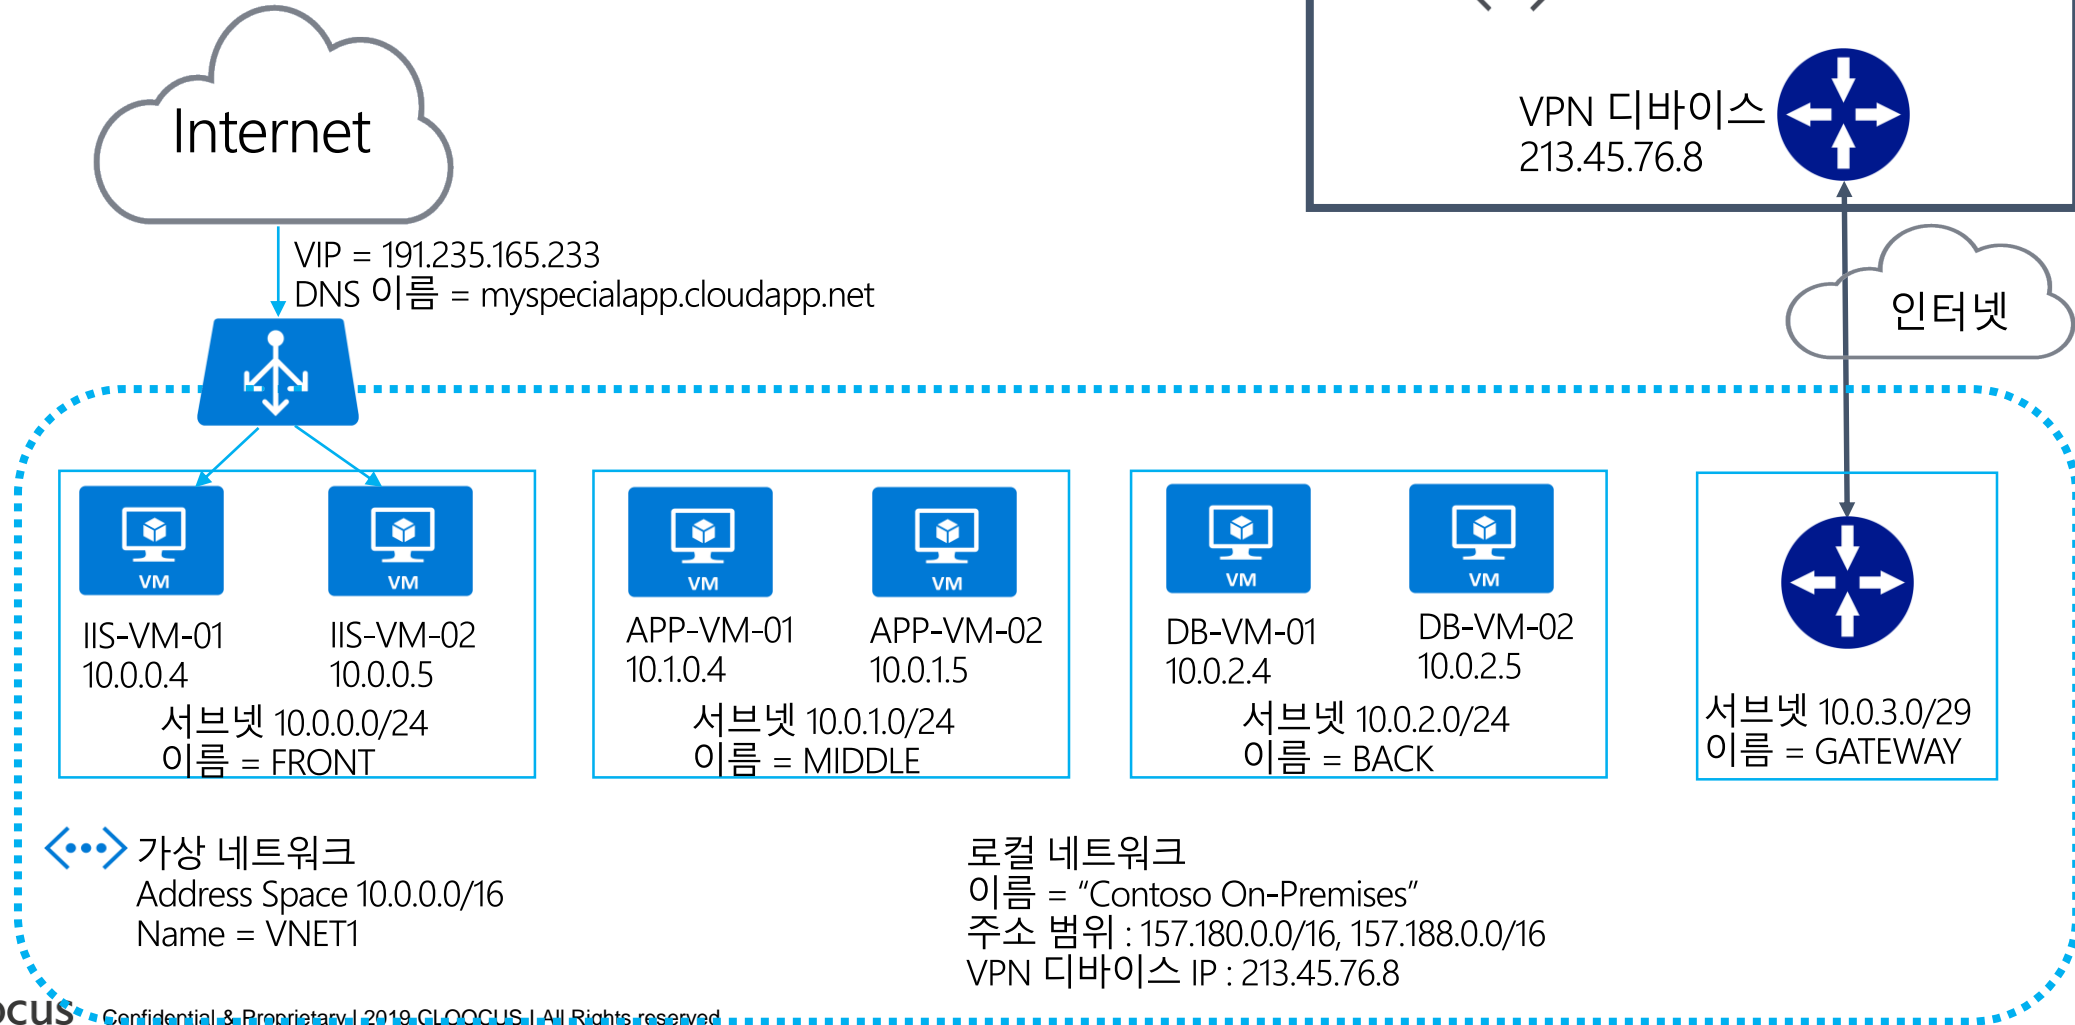 Internet
VPN 디바이스
213.45.76.8
VIP = 191.235.165.233
DNS 이름 = myspecialapp.cloudapp.net
인터넷
VM
VM
VM
VM
VM
VM
IIS-VM-01
10.0.0.4
IIS-VM-02
10.0.0.5
서브넷 10.0.0.0/24
이름 = FRONT
APP-VM-01
10.1.0.4
APP-VM-02
10.0.1.5
서브넷 10.0.1.0/24
이름 = MIDDLE
DB-VM-01
10.0.2.4
DB-VM-02
10.0.2.5
서브넷 10.0.2.0/24
이름 = BACK
서브넷 10.0.3.0/29
이름 = GATEWAY
가상 네트워크
Address Space 10.0.0.0/16
Name = VNET1
로컬 네트워크
이름 = “Contoso On-Premises”
주소 범위 : 157.180.0.0/16, 157.188.0.0/16
VPN 디바이스 IP : 213.45.76.8
Confidential & Proprietary | 2019 CLOOCUS | All Rights reserved